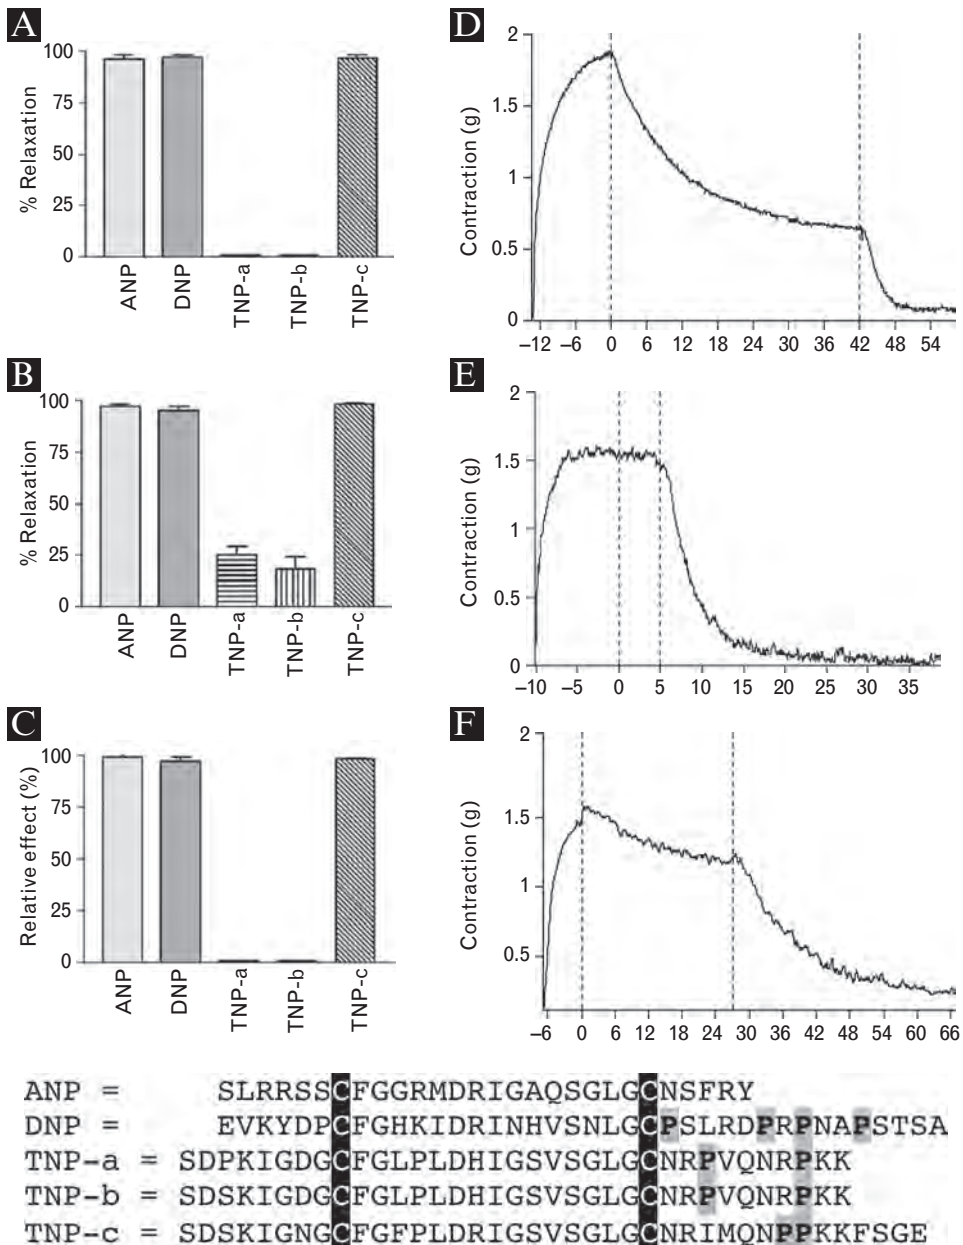 A
% Relaxation
100
75
50
25
0
ANP
DNP
TNP-a
TNP-b
TNP-c
B
% Relaxation
100
75
50
25
0
ANP
DNP
TNP-a
TNP-b
TNP-c
C
Relative effect (%)
100
75
50
25
0
ANP
DNP
TNP-a
TNP-b
TNP-c
D
Contraction (g)
2
1.5
1
0.5
0
–12 –6 0 6 12 18 24 30 36 42 48 54
E
Contraction (g)
2
1.5
1
0.5
0
–10 –5 0 5 10 15 20 25 30 35
F
Contraction (g)
2
1.5
1
0.5
–6 0 6 12 18 24 30 36 42 48 54 60 66
ANP = SLRRSSCFGGRMDRIGAQSGLGCNSFRY
DNP = EVKYDPCFGHKIDRINHVSNLGCPSLRDPRPNAPSTSA
TNP-a = SDPKIGDGCFGLPLDHIGSVSGLGCNRPVQNRPKK
TNP-b = SDSKIGDGCFGLPLDHIGSVSGLGCNRPVQNRPKK
TNP-c = SDSKIGNGCFGFPLDRIGSVSGLGCNRIMQNPPKKFSGE